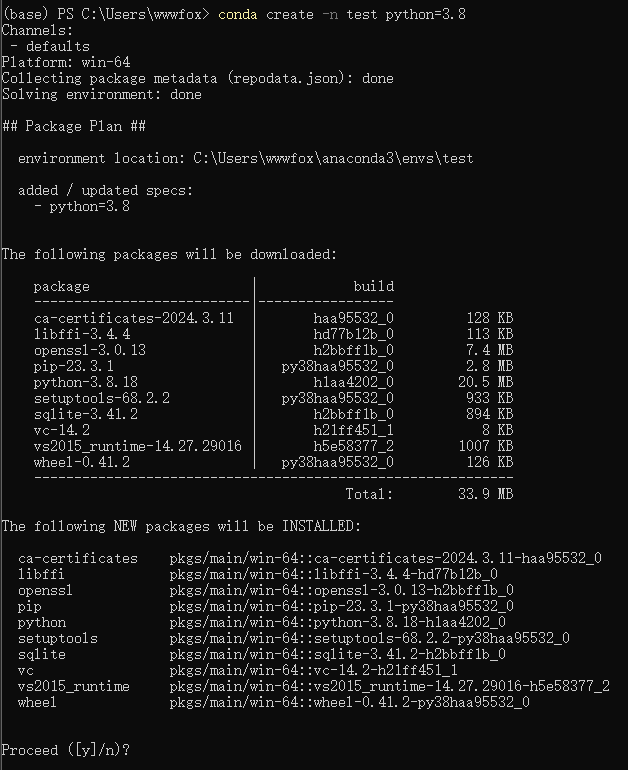 (base) PS C:\Users\wwwfox> conda create -n test python=3.8
Channels:
 - defaults
Platform: win-64
Collecting package metadata (repodata.json): done
Solving environment: done
## Package Plan ##
  environment location: C:\Users\wwwfox\anaconda3\envs\test
  added / updated specs:
    - python=3.8
The following packages will be downloaded:
    package                    |            build
    ---------------------------|-----------------
    ca-certificates-2024.3.11  |       haa95532_0         128 KB
    libffi-3.4.4               |       hd77b12b_0         113 KB
    openssl-3.0.13             |       h2bbff1b_0         7.4 MB
    pip-23.3.1                 |   py38haa95532_0         2.8 MB
    python-3.8.18              |       h1aa4202_0        20.5 MB
    setuptools-68.2.2          |   py38haa95532_0         933 KB
    sqlite-3.41.2              |       h2bbff1b_0         894 KB
    vc-14.2                    |       h21ff451_1           8 KB
    vs2015_runtime-14.27.29016 |       h5e58377_2        1007 KB
    wheel-0.41.2               |   py38haa95532_0         126 KB
    ------------------------------------------------------------
                                           Total:        33.9 MB
The following NEW packages will be INSTALLED:
  ca-certificates    pkgs/main/win-64::ca-certificates-2024.3.11-haa95532_0
  libffi             pkgs/main/win-64::libffi-3.4.4-hd77b12b_0
  openssl            pkgs/main/win-64::openssl-3.0.13-h2bbff1b_0
  pip                pkgs/main/win-64::pip-23.3.1-py38haa95532_0
  python             pkgs/main/win-64::python-3.8.18-h1aa4202_0
  setuptools         pkgs/main/win-64::setuptools-68.2.2-py38haa95532_0
  sqlite             pkgs/main/win-64::sqlite-3.41.2-h2bbff1b_0
  vc                 pkgs/main/win-64::vc-14.2-h21ff451_1
  vs2015_runtime     pkgs/main/win-64::vs2015_runtime-14.27.29016-h5e58377_2
  wheel              pkgs/main/win-64::wheel-0.41.2-py38haa95532_0
Proceed ([y]/n)?